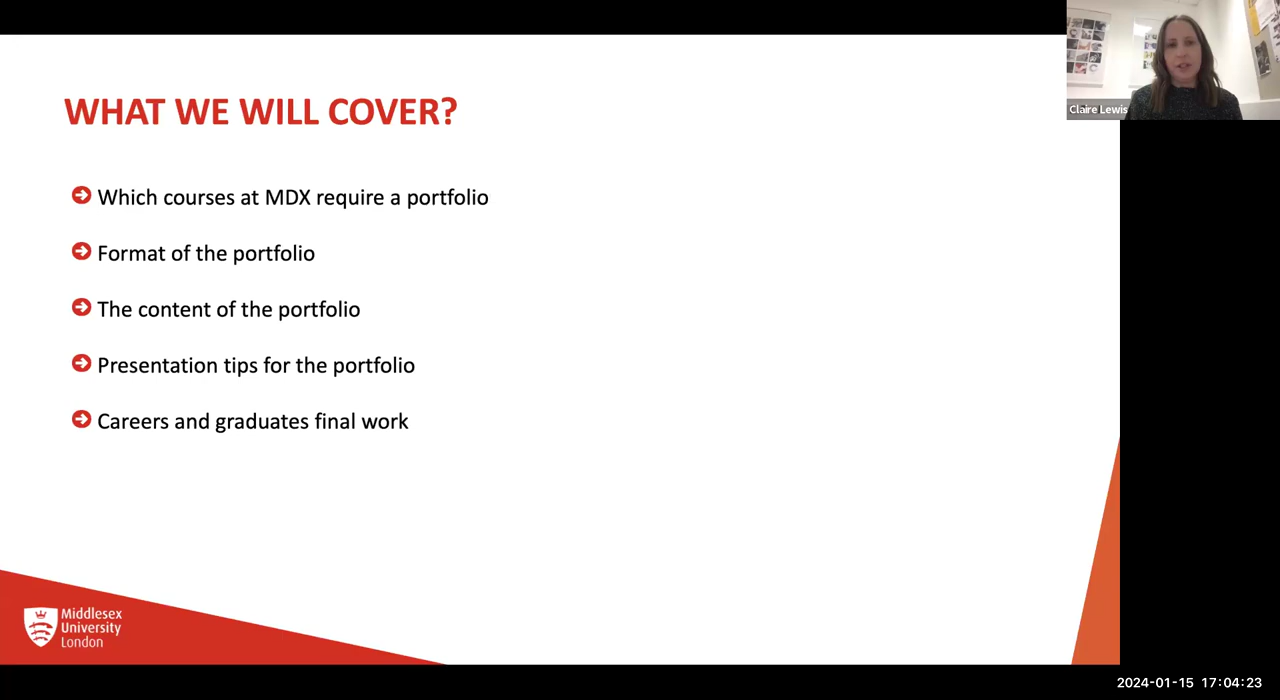 Claire Lewis
WHAT WE WILL COVER?
Which courses at MDX require a portfolio
Format of the portfolio
The content of the portfolio
Presentation tips for the portfolio
Careers and graduates final work
Middlesex
University
London
2024-01-15 17:04:23